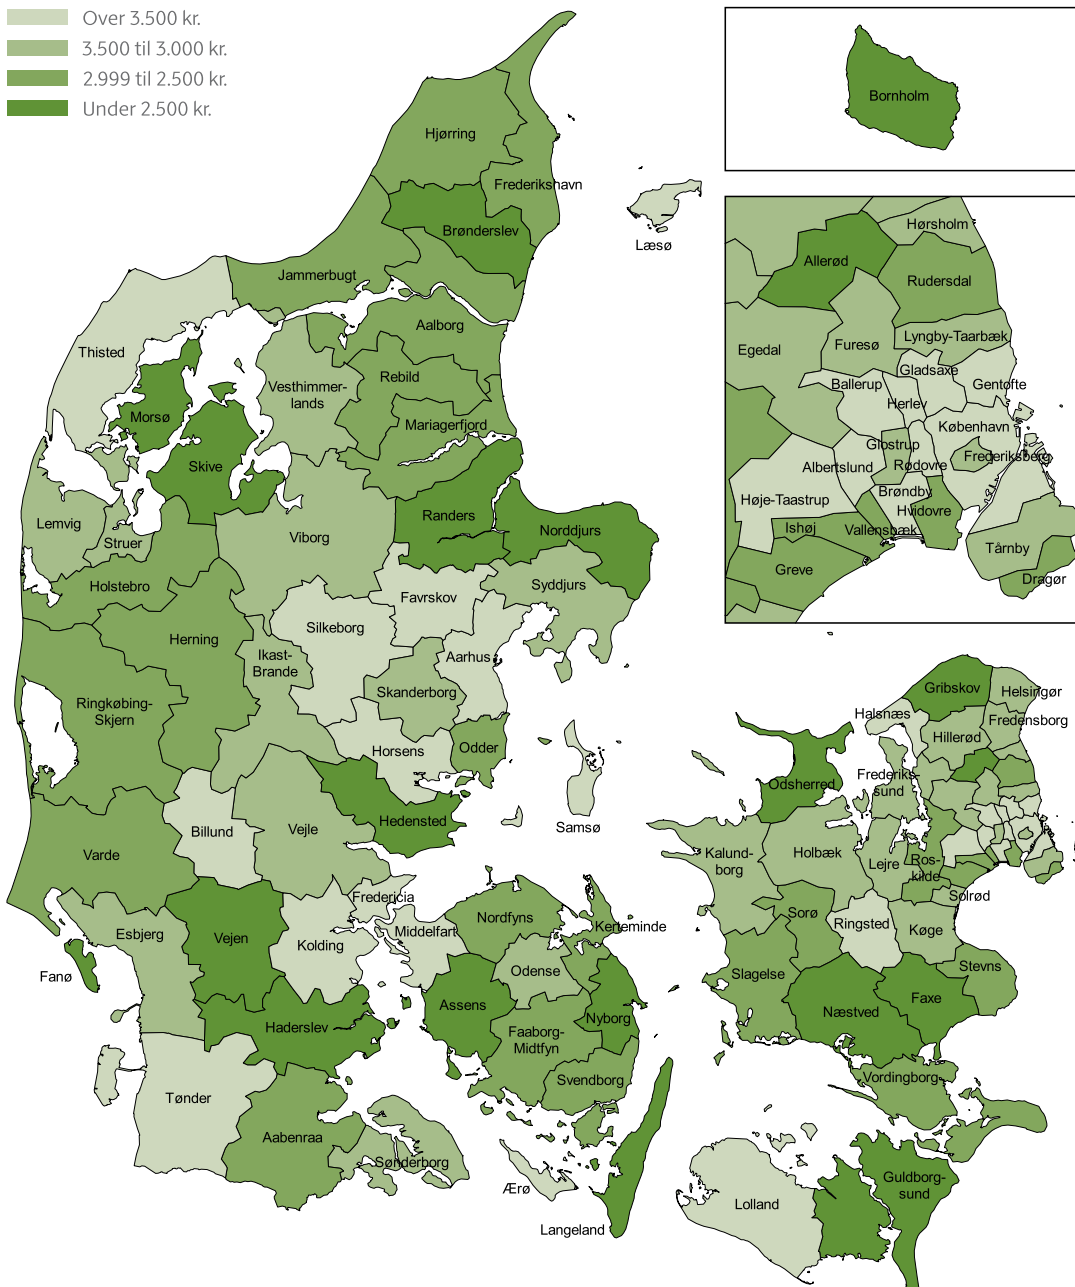 Over 3.500 kr.
3.500 til 3.000 kr.
2.999 til 2.500 kr.
Under 2.500 kr.
Bornholm
Hjørring
Frederikshavn
Brønderslev
Læsø
Jammerbugt
Aalborg
Thisted
Rebild
Vesthimmer-
lands
Morsø
Mariagerfjord
Skive
Randers
Norddjurs
Lemvig
Struer
Viborg
Holstebro
Favrskov
Syddjurs
Silkeborg
Herning
Ikast-
Brande
Aarhus
Skanderborg
Ringkøbing-
Skjern
Horsens
Odder
Samsø
Hedensted
Billund
Vejle
Varde
Fredericia
Esbjerg
Vejen
Kolding
Middelfart
Nordfyns
Kerteminde
Fanø
Odense
Assens
Nyborg
Haderslev
Faaborg-
Midtfyn
Svendborg
Tønder
Aabenraa
Sønderborg
Ærø
Langeland
Hørsholm
Allerød
Rudersdal
Egedal
Furesø
Lyngby-Taarbæk
Gladsaxe
Ballerup
Gentofte
Herlev
København
Glostrup
Frederiksberg
Albertslund
Rødovre
Høje-Taastrup
Brøndby
Hvidovre
Ishøj
Vallensbæk
Tårnby
Greve
Dragør
Gribskov
Helsingør
Halsnæs
Fredensborg
Hillerød
Odsherred
Frederiks-
sund
Kalund-
borg
Holbæk
Lejre
Ros-
kilde
Solrød
Sorø
Ringsted
Køge
Slagelse
Stevns
Næstved
Faxe
Vordingborg
Guldborg-
sund
Lolland